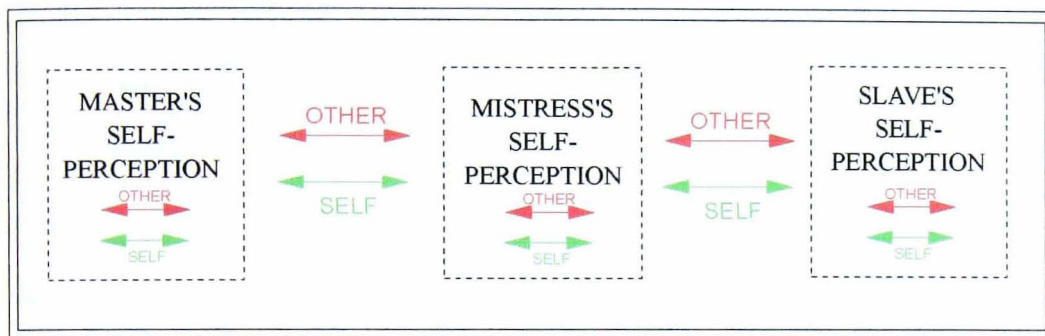 MASTER'S
SELF-
PERCEPTION
OTHER
SELF
OTHER
SELF
MISTRESS'S
SELF-
PERCEPTION
OTHER
SELF
OTHER
SELF
SLAVE'S
SELF-
PERCEPTION
OTHER
SELF